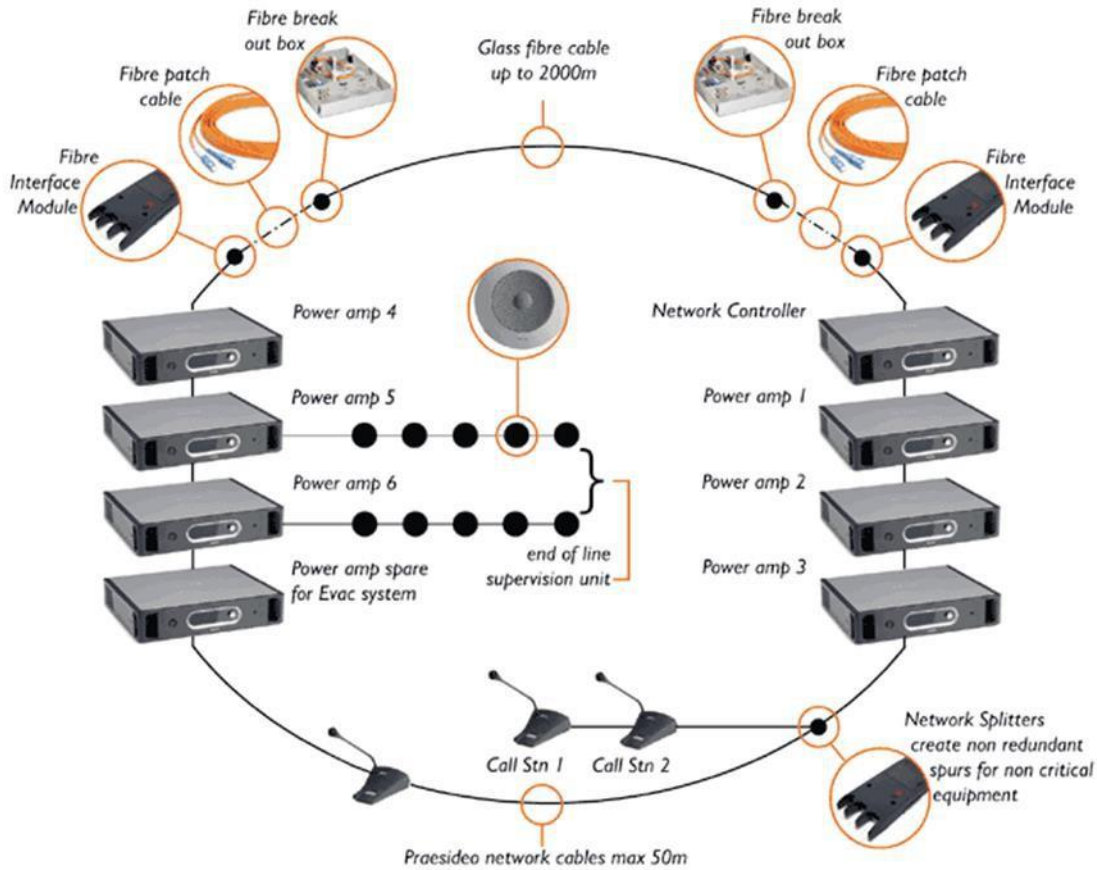 Fibre break
out box
Fibre patch
cable
Fibre
Interface
Module
Glass fibre cable
up to 2000m
Fibre break
out box
Fibre patch
cable
Fibre
Interface
Module
Power amp 4
Network Controller
Power amp 5
Power amp 1
Power amp 6
Power amp 2
end of line
supervision unit
Power amp spare
for Evac system
Power amp 3
Call Stn 1
Call Stn 2
Network Splitters
create non redundant
spurs for non critical
equipment
Praesideo network cables max 50m